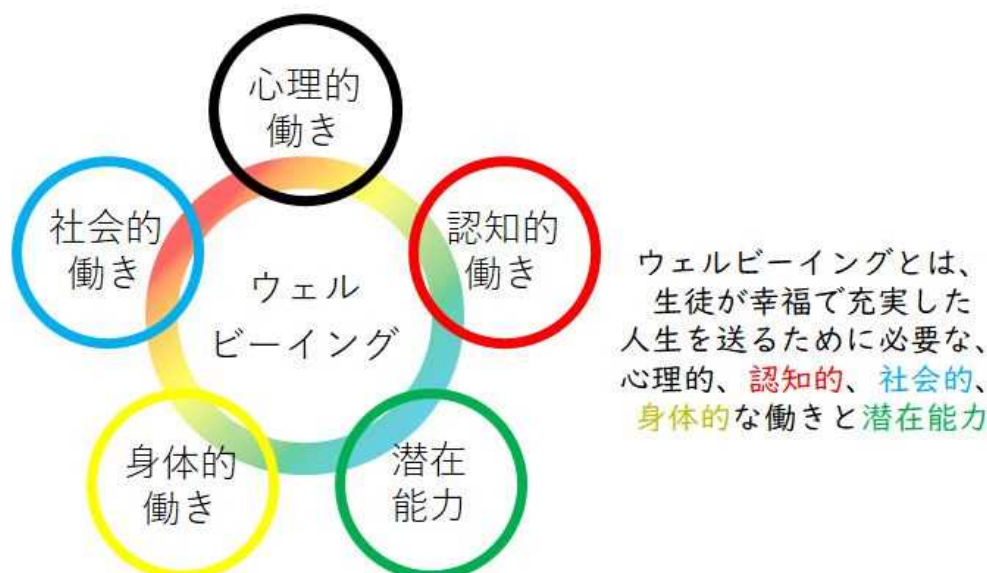 心理的
働き
社会的
働き
認知的
働き
ウェル
ビーイング
身体的
働き
潜在
能力
ウェルビーイングとは、
生徒が幸福で充実した
人生を送るために必要な、
心理的、認知的、社会的、
身体的な働きと潜在能力